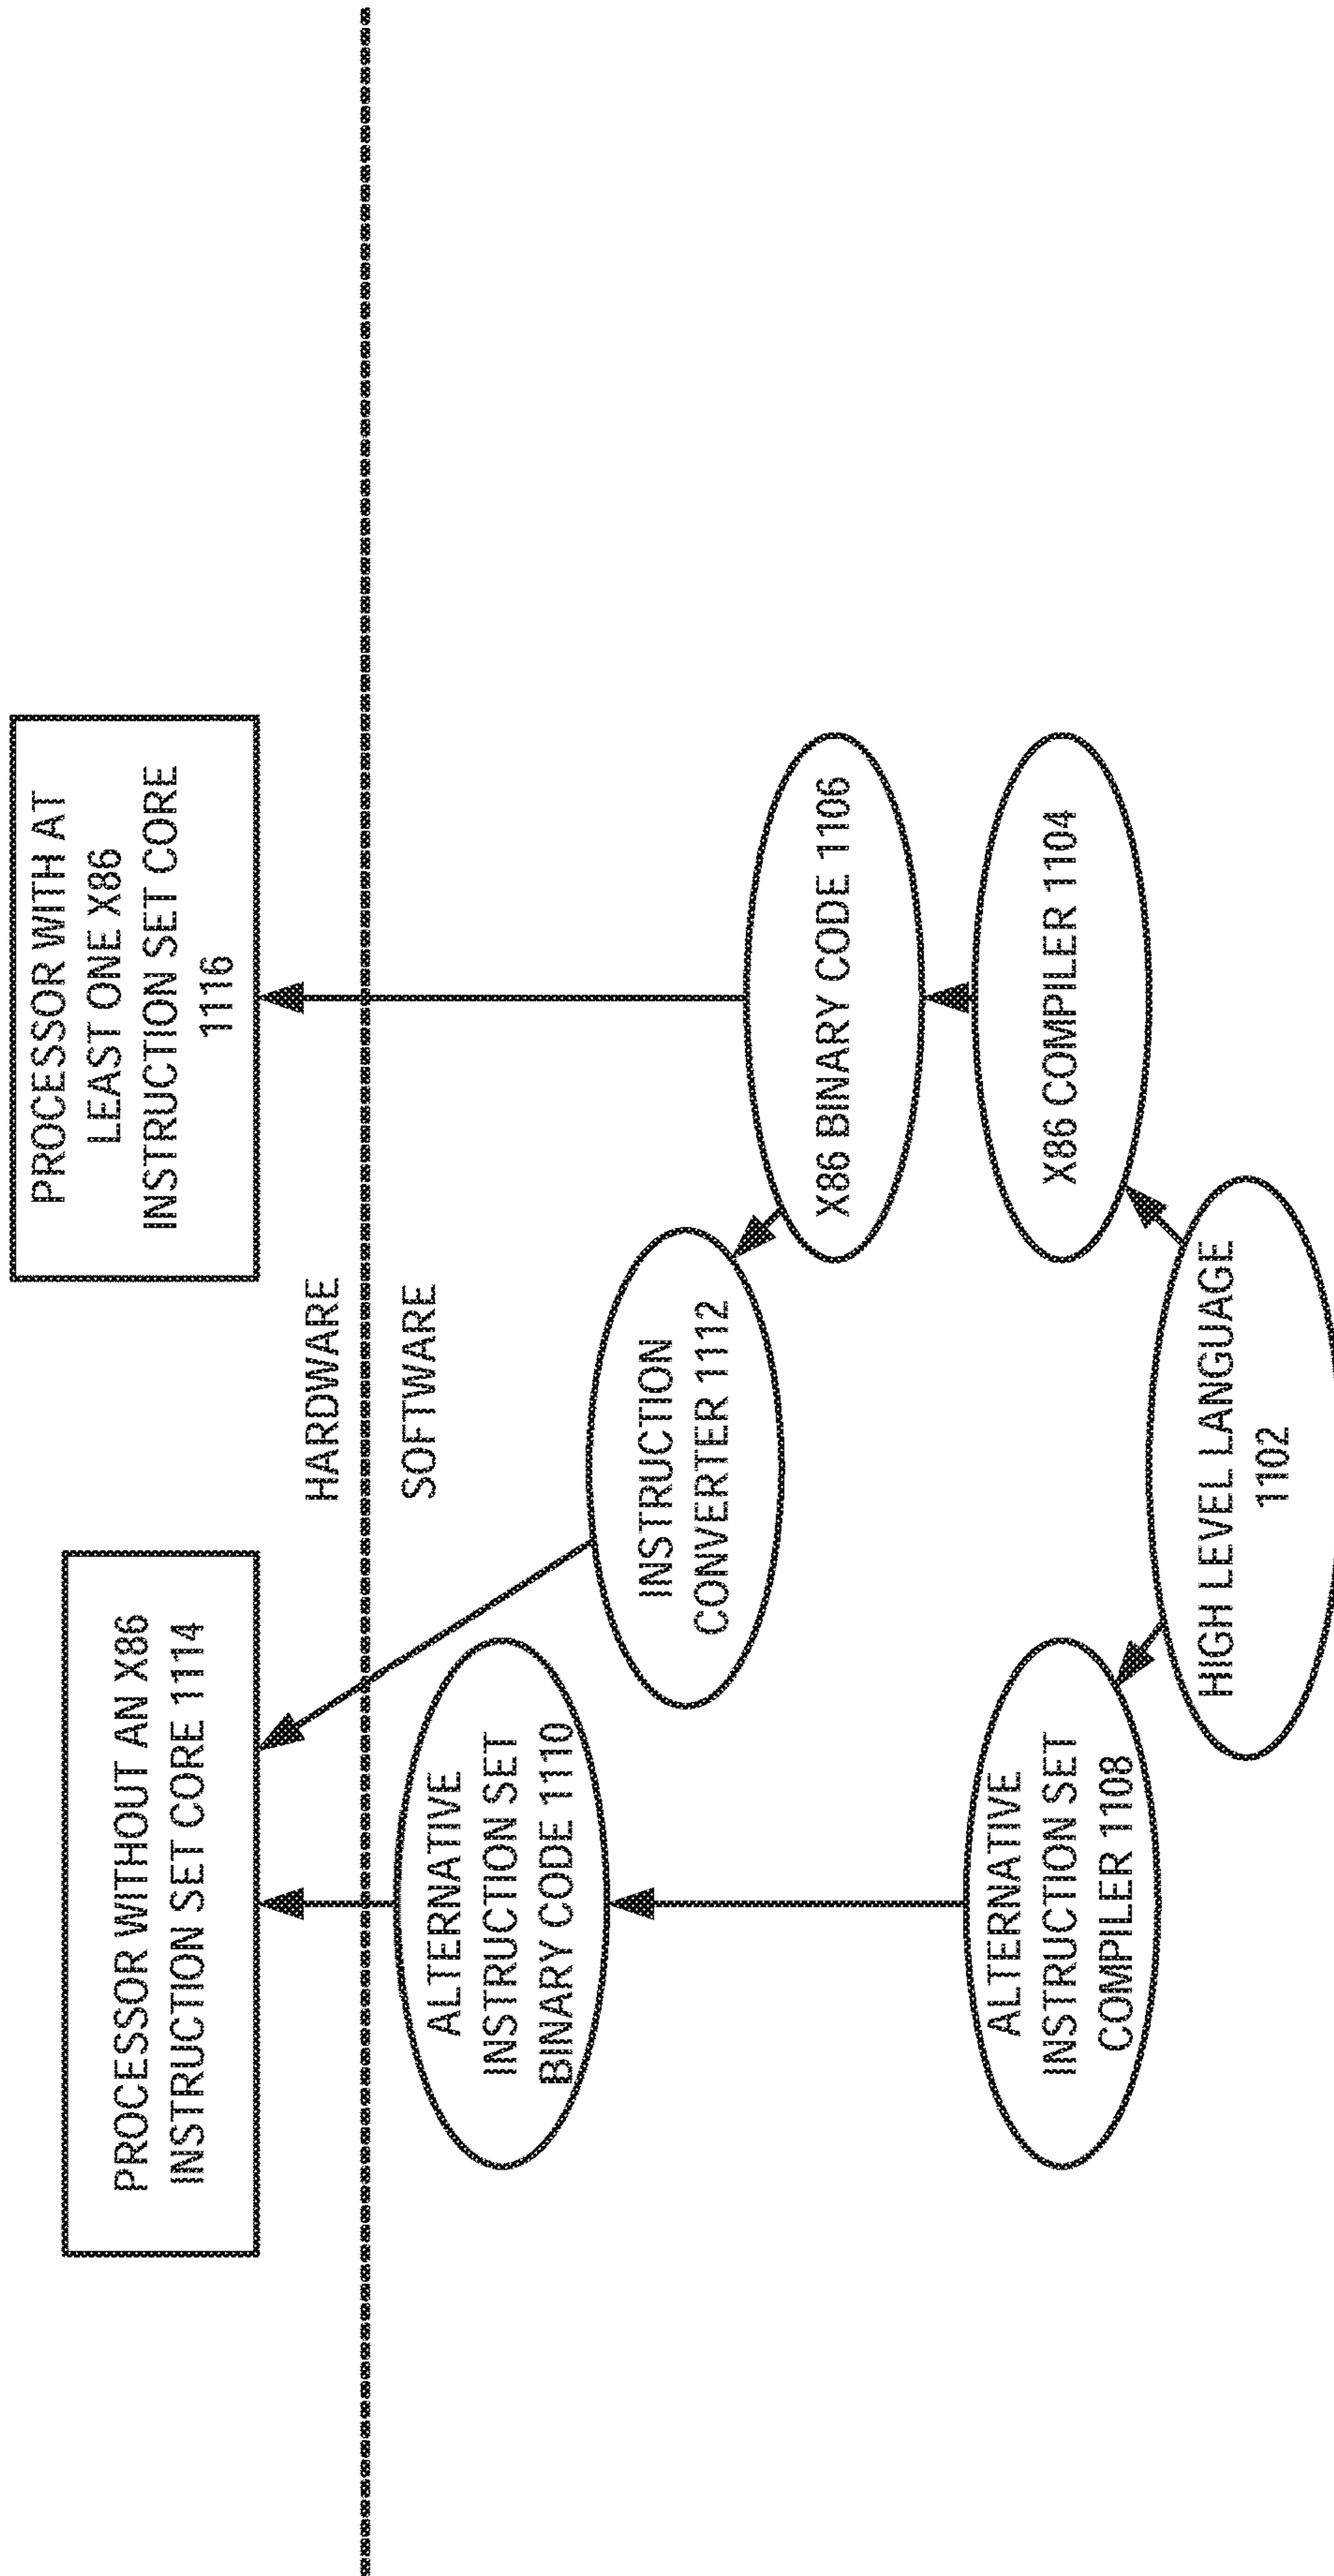 PROCESSOR WITHOUT AN X86
INSTRUCTION SET CORE 1114
PROCESSOR WITH AT
LEAST ONE X86
INSTRUCTION SET CORE
1116
HARDWARE
SOFTWARE
ALTERNATIVE
INSTRUCTION SET
BINARY CODE 1110
INSTRUCTION
CONVERTER 1112
X86 BINARY CODE 1106
ALTERNATIVE
INSTRUCTION SET
COMPILER 1108
X86 COMPILER 1104
HIGH LEVEL LANGUAGE
1102